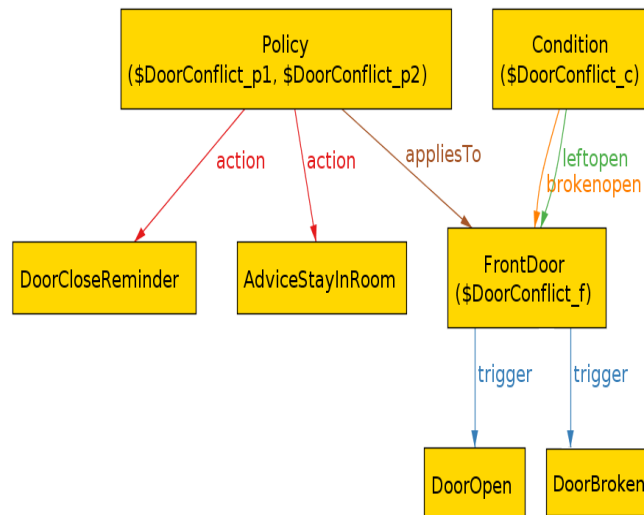 Policy
($DoorConflict_p1, $DoorConflict_p2)
Condition
($DoorConflict_c)
action
action
appliesTo
leftopen
brokenopen
DoorCloseReminder
AdviceStayInRoom
FrontDoor
($DoorConflict_f)
trigger
trigger
DoorOpen
DoorBroken